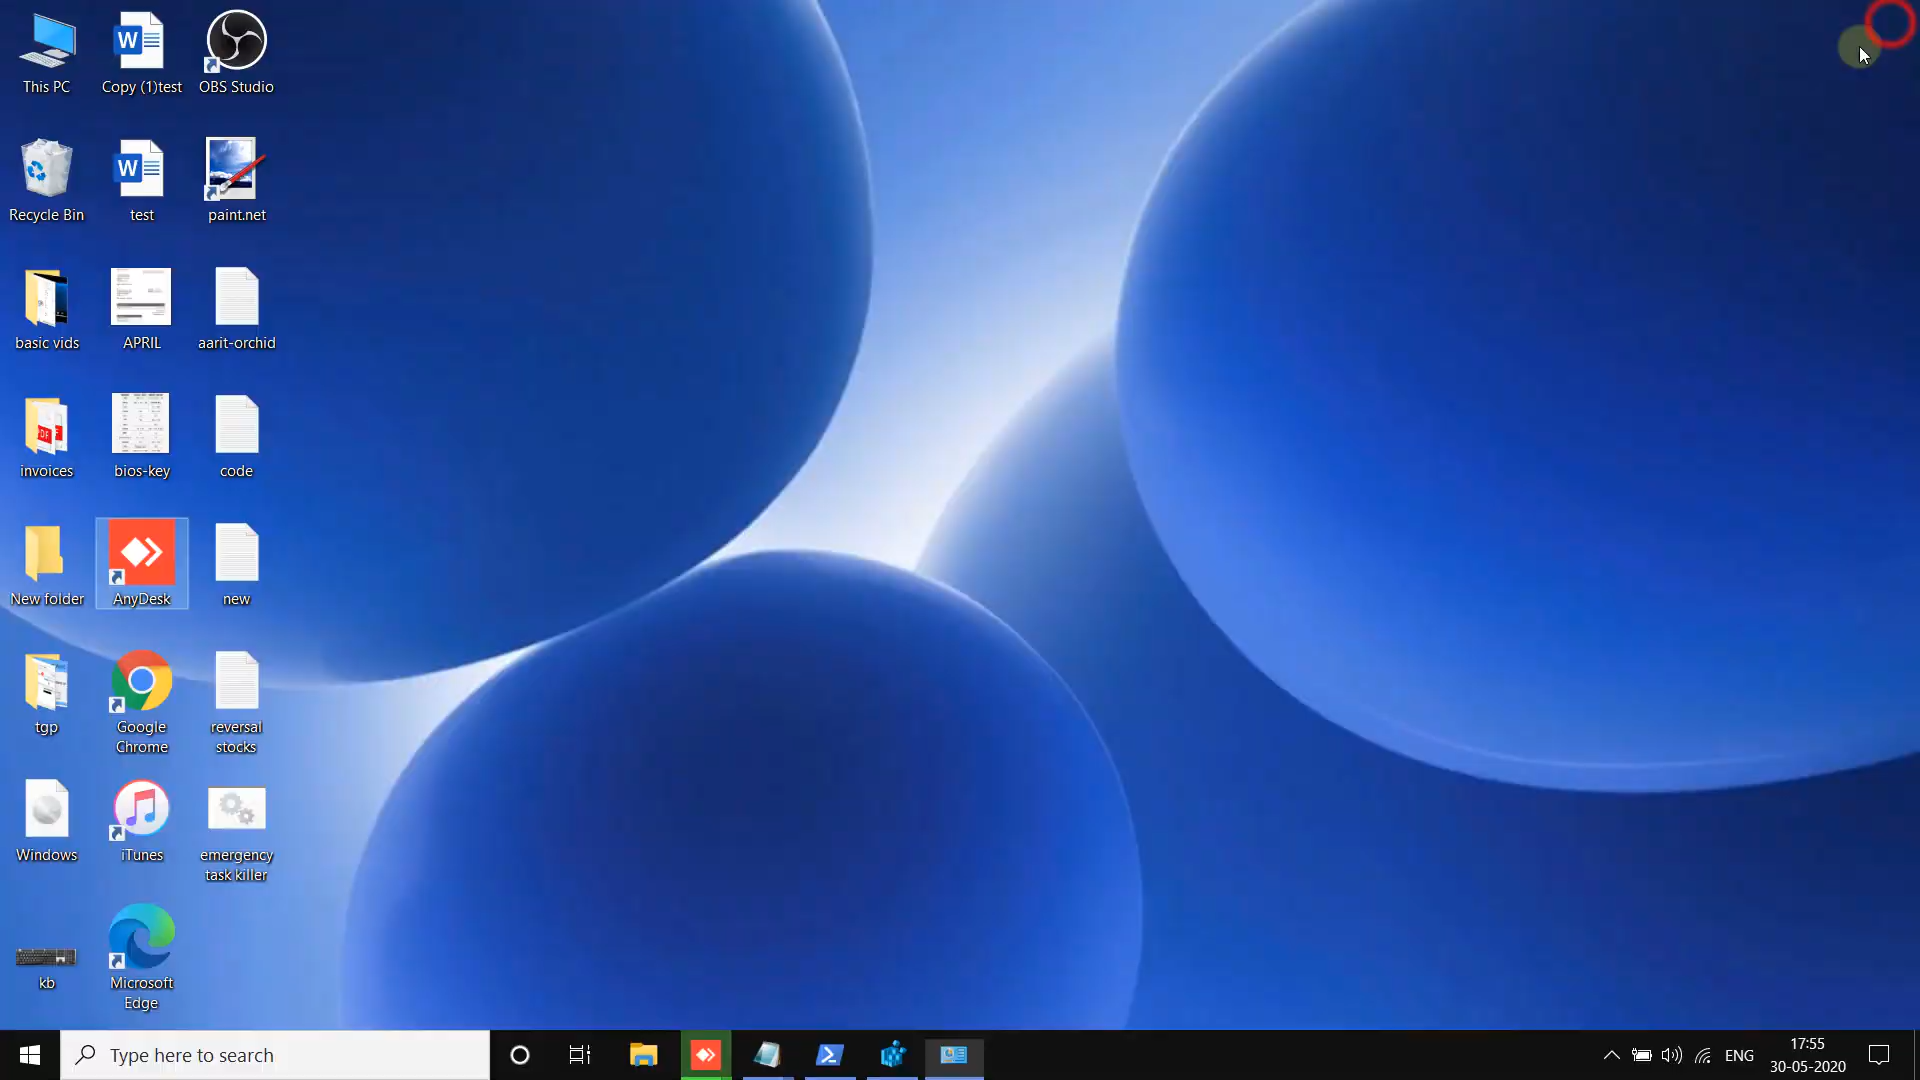 This PC
Copy (1)test
OBS Studio
Recycle Bin
test
paint.net
basic vids
APRIL
aarit-orchid
invoices
bios-key
code
New folder
AnyDesk
new
tgp
Google
Chrome
reversal
stocks
Windows
iTunes
emergency
task killer
kb
Microsoft
Edge
Type here to search
ENG
17:55
30-05-2020